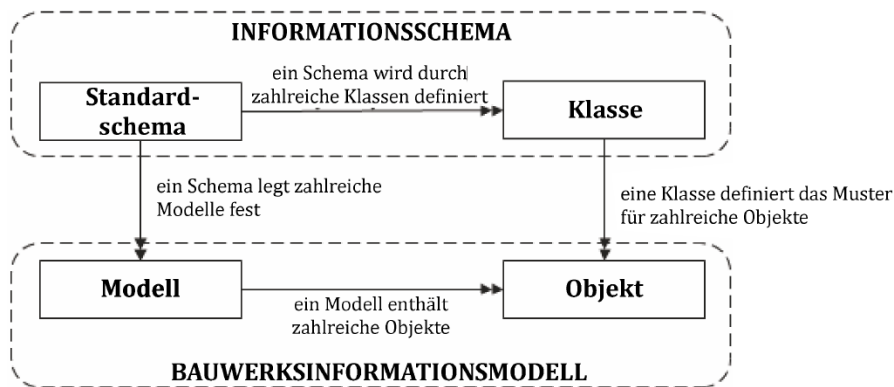 INFORMATIONSSCHEMA
ein Schema wird durch
zahlreiche Klassen definiert
Standard-
schema
Klasse
ein Schema legt zahlreiche
Modelle fest
eine Klasse definiert das Muster
für zahlreiche Objekte
Modell
Objekt
ein Modell enthält
zahlreiche Objekte
BAUWERKSINFORMATIONSMODELL